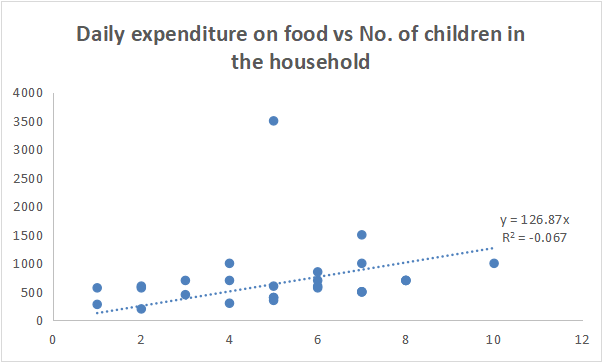 Daily expenditure on food vs No. of children in
the household
4000
3500
3000
2500
2000
1500
1000
500
0
y = 126.87x
R² = -0.067
0 2 4 6 8 10 12